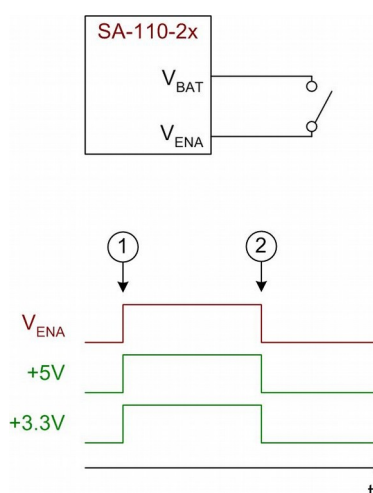 SA-110-2x
VBAT
VENA
1
2
VENA
+5V
+3.3V
t